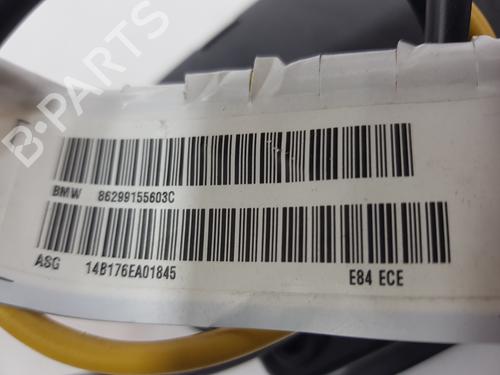 B-PARTS
BMW 86299155603C
ASG 14B176EA01845 E84 ECE